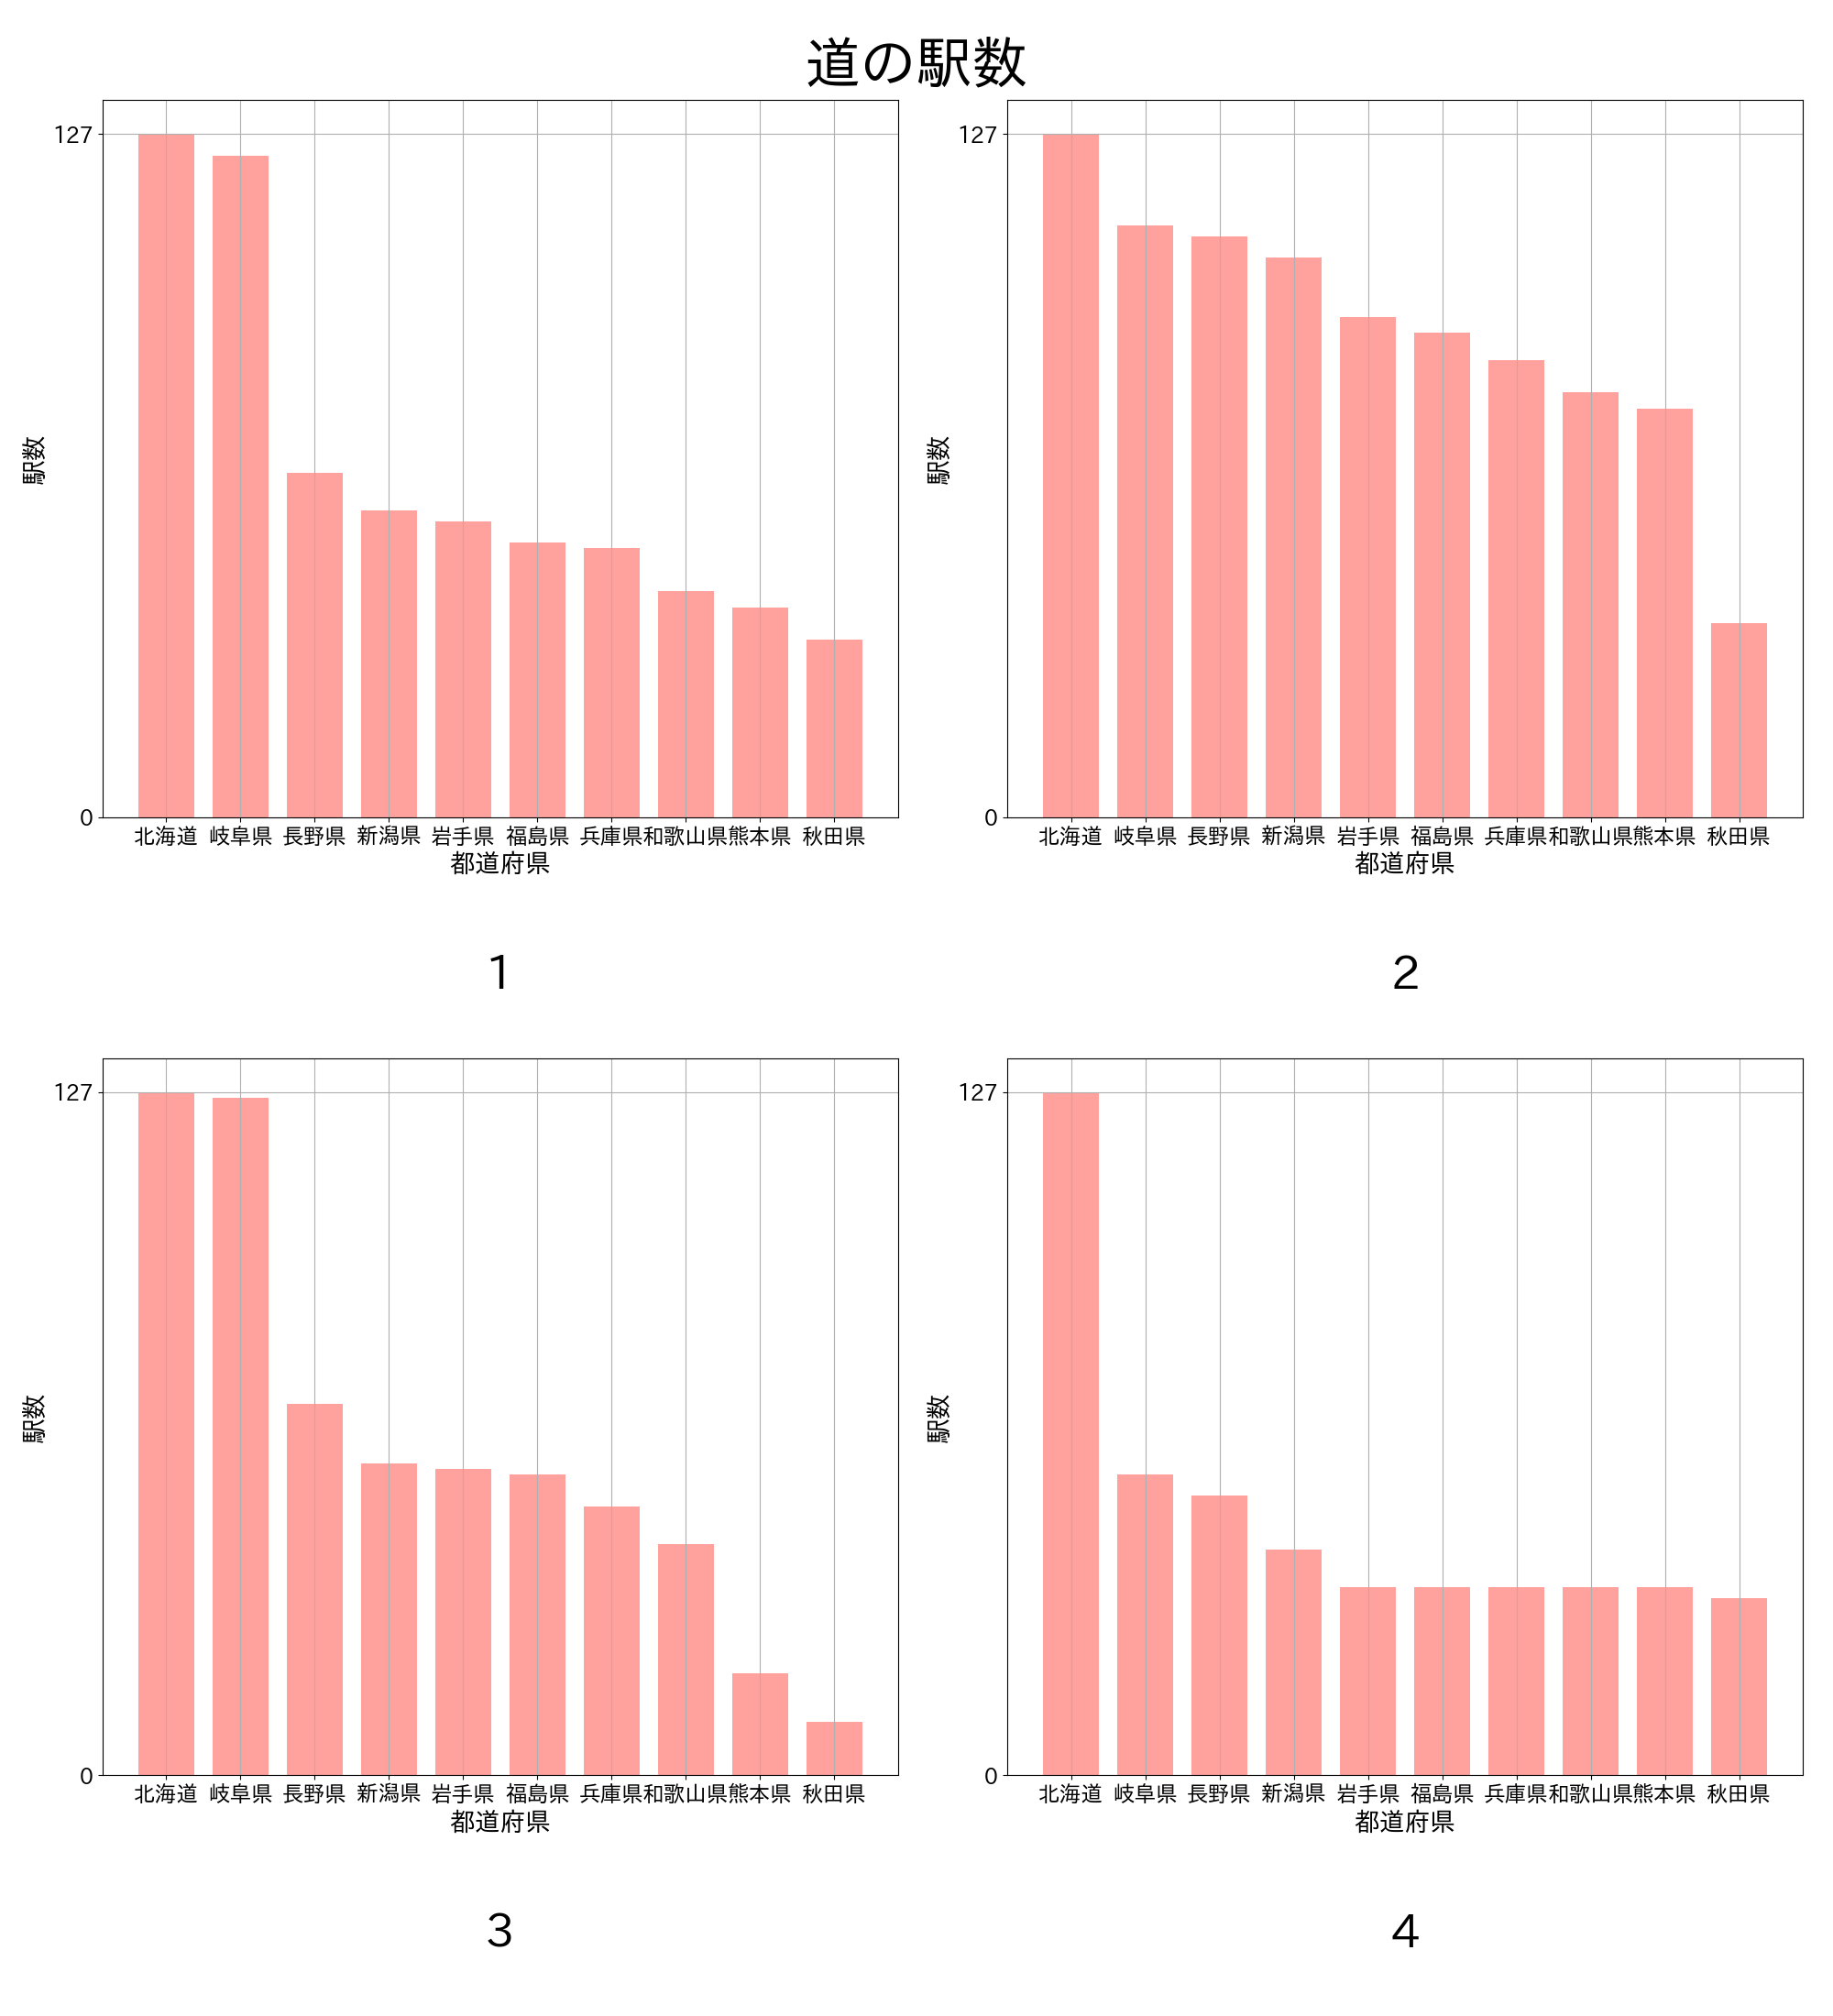 道の駅数
127
0
駅数
北海道 岐阜県 長野県 新潟県 岩手県 福島県 兵庫県 和歌山県 熊本県 秋田県
都道府県
1
127
0
駅数
北海道 岐阜県 長野県 新潟県 岩手県 福島県 兵庫県 和歌山県 熊本県 秋田県
都道府県
2
127
0
駅数
北海道 岐阜県 長野県 新潟県 岩手県 福島県 兵庫県 和歌山県 熊本県 秋田県
都道府県
3
127
0
駅数
北海道 岐阜県 長野県 新潟県 岩手県 福島県 兵庫県 和歌山県 熊本県 秋田県
都道府県
4